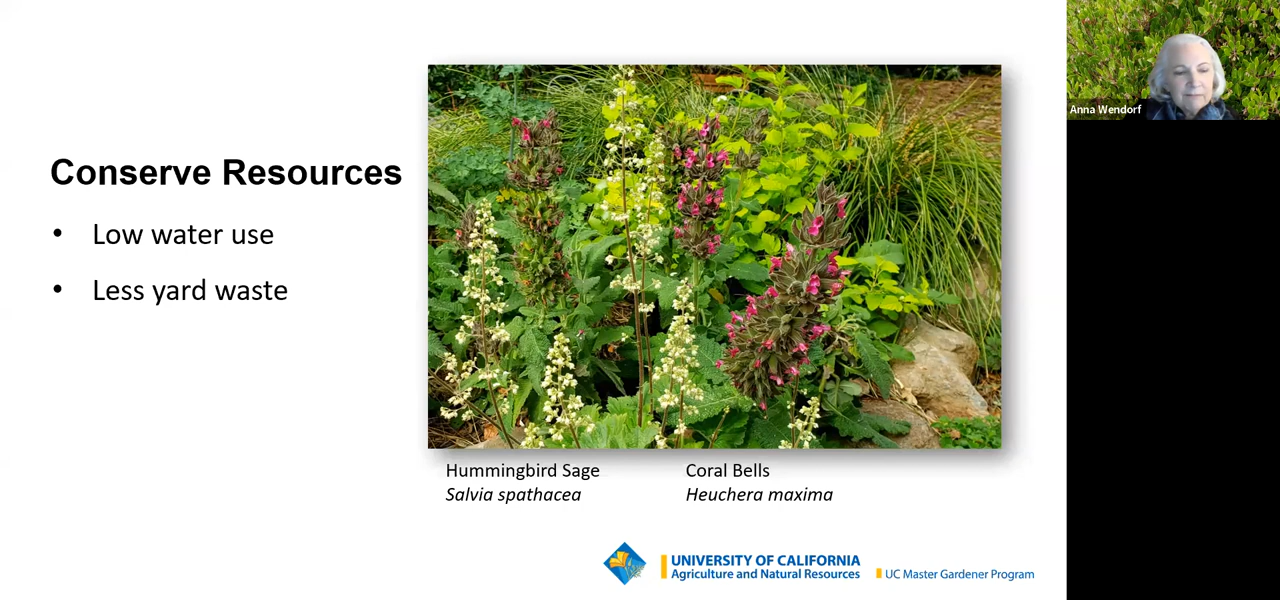 Conserve Resources
• Low water use
• Less yard waste
Hummingbird Sage
Salvia spathacea
Coral Bells
Heuchera maxima
UNIVERSITY OF CALIFORNIA
Agriculture and Natural Resources
UC Master Gardener Program
Anna Wendorf